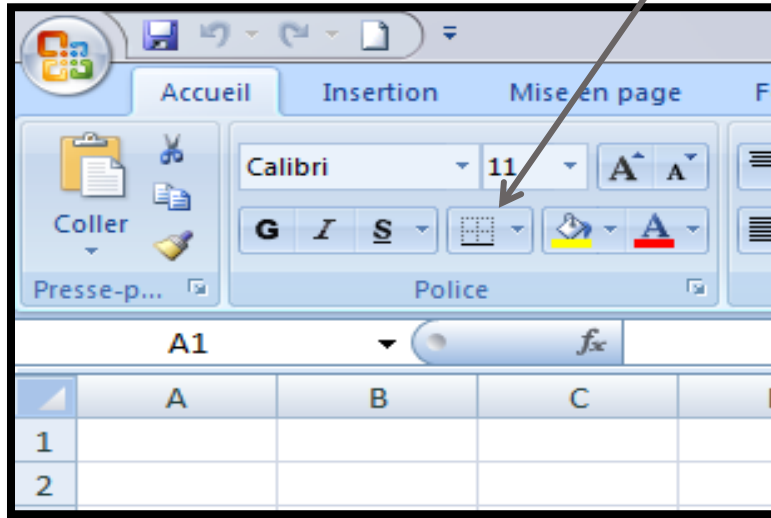 Accueil Insertion Mise en page F
Calibri 11 A A
Coller G I S A
Presse-p... Police
A1 fx
A B C
1
2